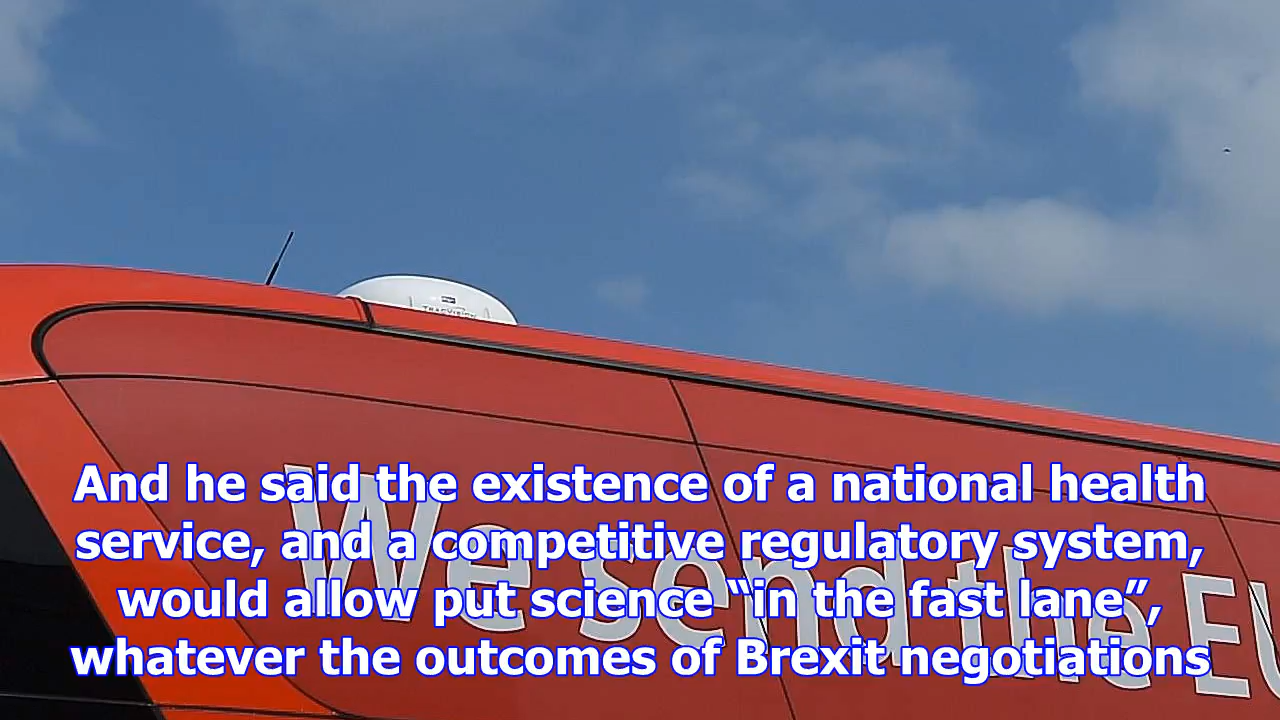 TRACVISION
We send the EU
And he said the existence of a national health
service, and a competitive regulatory system,
would allow put science “in the fast lane”,
whatever the outcomes of Brexit negotiations